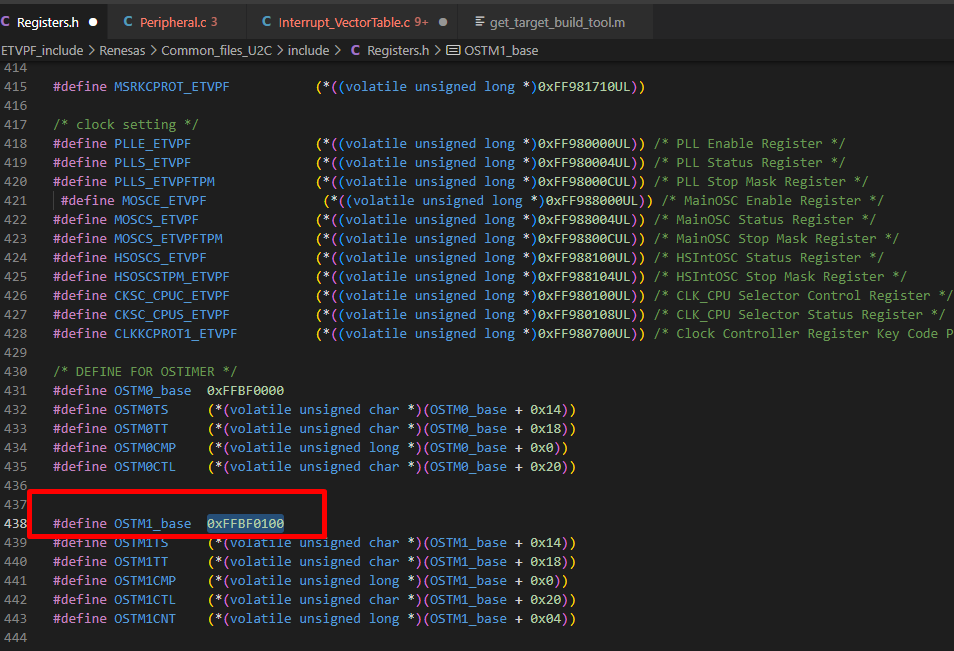 Registers.h
Peripheral.c 3
Interrupt_VectorTable.c 9+
get_target_build_tool.m
ETVPF_include > Renesas > Common_files_U2C > include > C Registers.h > OSTM1_base
414
415 #define MSRKCPROT_ETVPF (*((volatile unsigned long *)0xFF981710UL))
416
417 /* clock setting */
418 #define PLLE_ETVPF (*((volatile unsigned long *)0xFF980000UL)) /* PLL Enable Register */
419 #define PLLS_ETVPF (*((volatile unsigned long *)0xFF980004UL)) /* PLL Status Register */
420 #define PLLS_ETVPFTPM (*((volatile unsigned long *)0xFF98000CUL)) /* PLL Stop Mask Register */
421 #define MOSCE_ETVPF (*((volatile unsigned long *)0xFF988000UL)) /* MainOSC Enable Register */
422 #define MOSCS_ETVPF (*((volatile unsigned long *)0xFF988004UL)) /* MainOSC Status Register */
423 #define MOSCS_ETVPFTPM (*((volatile unsigned long *)0xFF98800CUL)) /* MainOSC Stop Mask Register */
424 #define HSOSCS_ETVPF (*((volatile unsigned long *)0xFF988100UL)) /* HSIntOSC Status Register */
425 #define HSOSCSTPM_ETVPF (*((volatile unsigned long *)0xFF988104UL)) /* HSIntOSC Stop Mask Register */
426 #define CKSC_CPUC_ETVPF (*((volatile unsigned long *)0xFF980100UL)) /* CLK_CPU Selector Control Register */
427 #define CKSC_CPUS_ETVPF (*((volatile unsigned long *)0xFF980108UL)) /* CLK_CPU Selector Status Register */
428 #define CLKKCPROT1_ETVPF (*((volatile unsigned long *)0xFF980700UL)) /* Clock Controller Register Key Code P
429
430 /* DEFINE FOR OSTIMER */
431 #define OSTM0_base 0xFFBF0000
432 #define OSTM0TS (*(volatile unsigned char *)(OSTM0_base + 0x14))
433 #define OSTM0TT (*(volatile unsigned char *)(OSTM0_base + 0x18))
434 #define OSTM0CMP (*(volatile unsigned long *)(OSTM0_base + 0x0))
435 #define OSTM0CTL (*(volatile unsigned char *)(OSTM0_base + 0x20))
436
437
438 #define OSTM1_base 0xFFBF0100
439 #define OSTM1TS (*(volatile unsigned char *)(OSTM1_base + 0x14))
440 #define OSTM1TT (*(volatile unsigned char *)(OSTM1_base + 0x18))
441 #define OSTM1CMP (*(volatile unsigned long *)(OSTM1_base + 0x0))
442 #define OSTM1CTL (*(volatile unsigned char *)(OSTM1_base + 0x20))
443 #define OSTM1CNT (*(volatile unsigned long *)(OSTM1_base + 0x04))
444